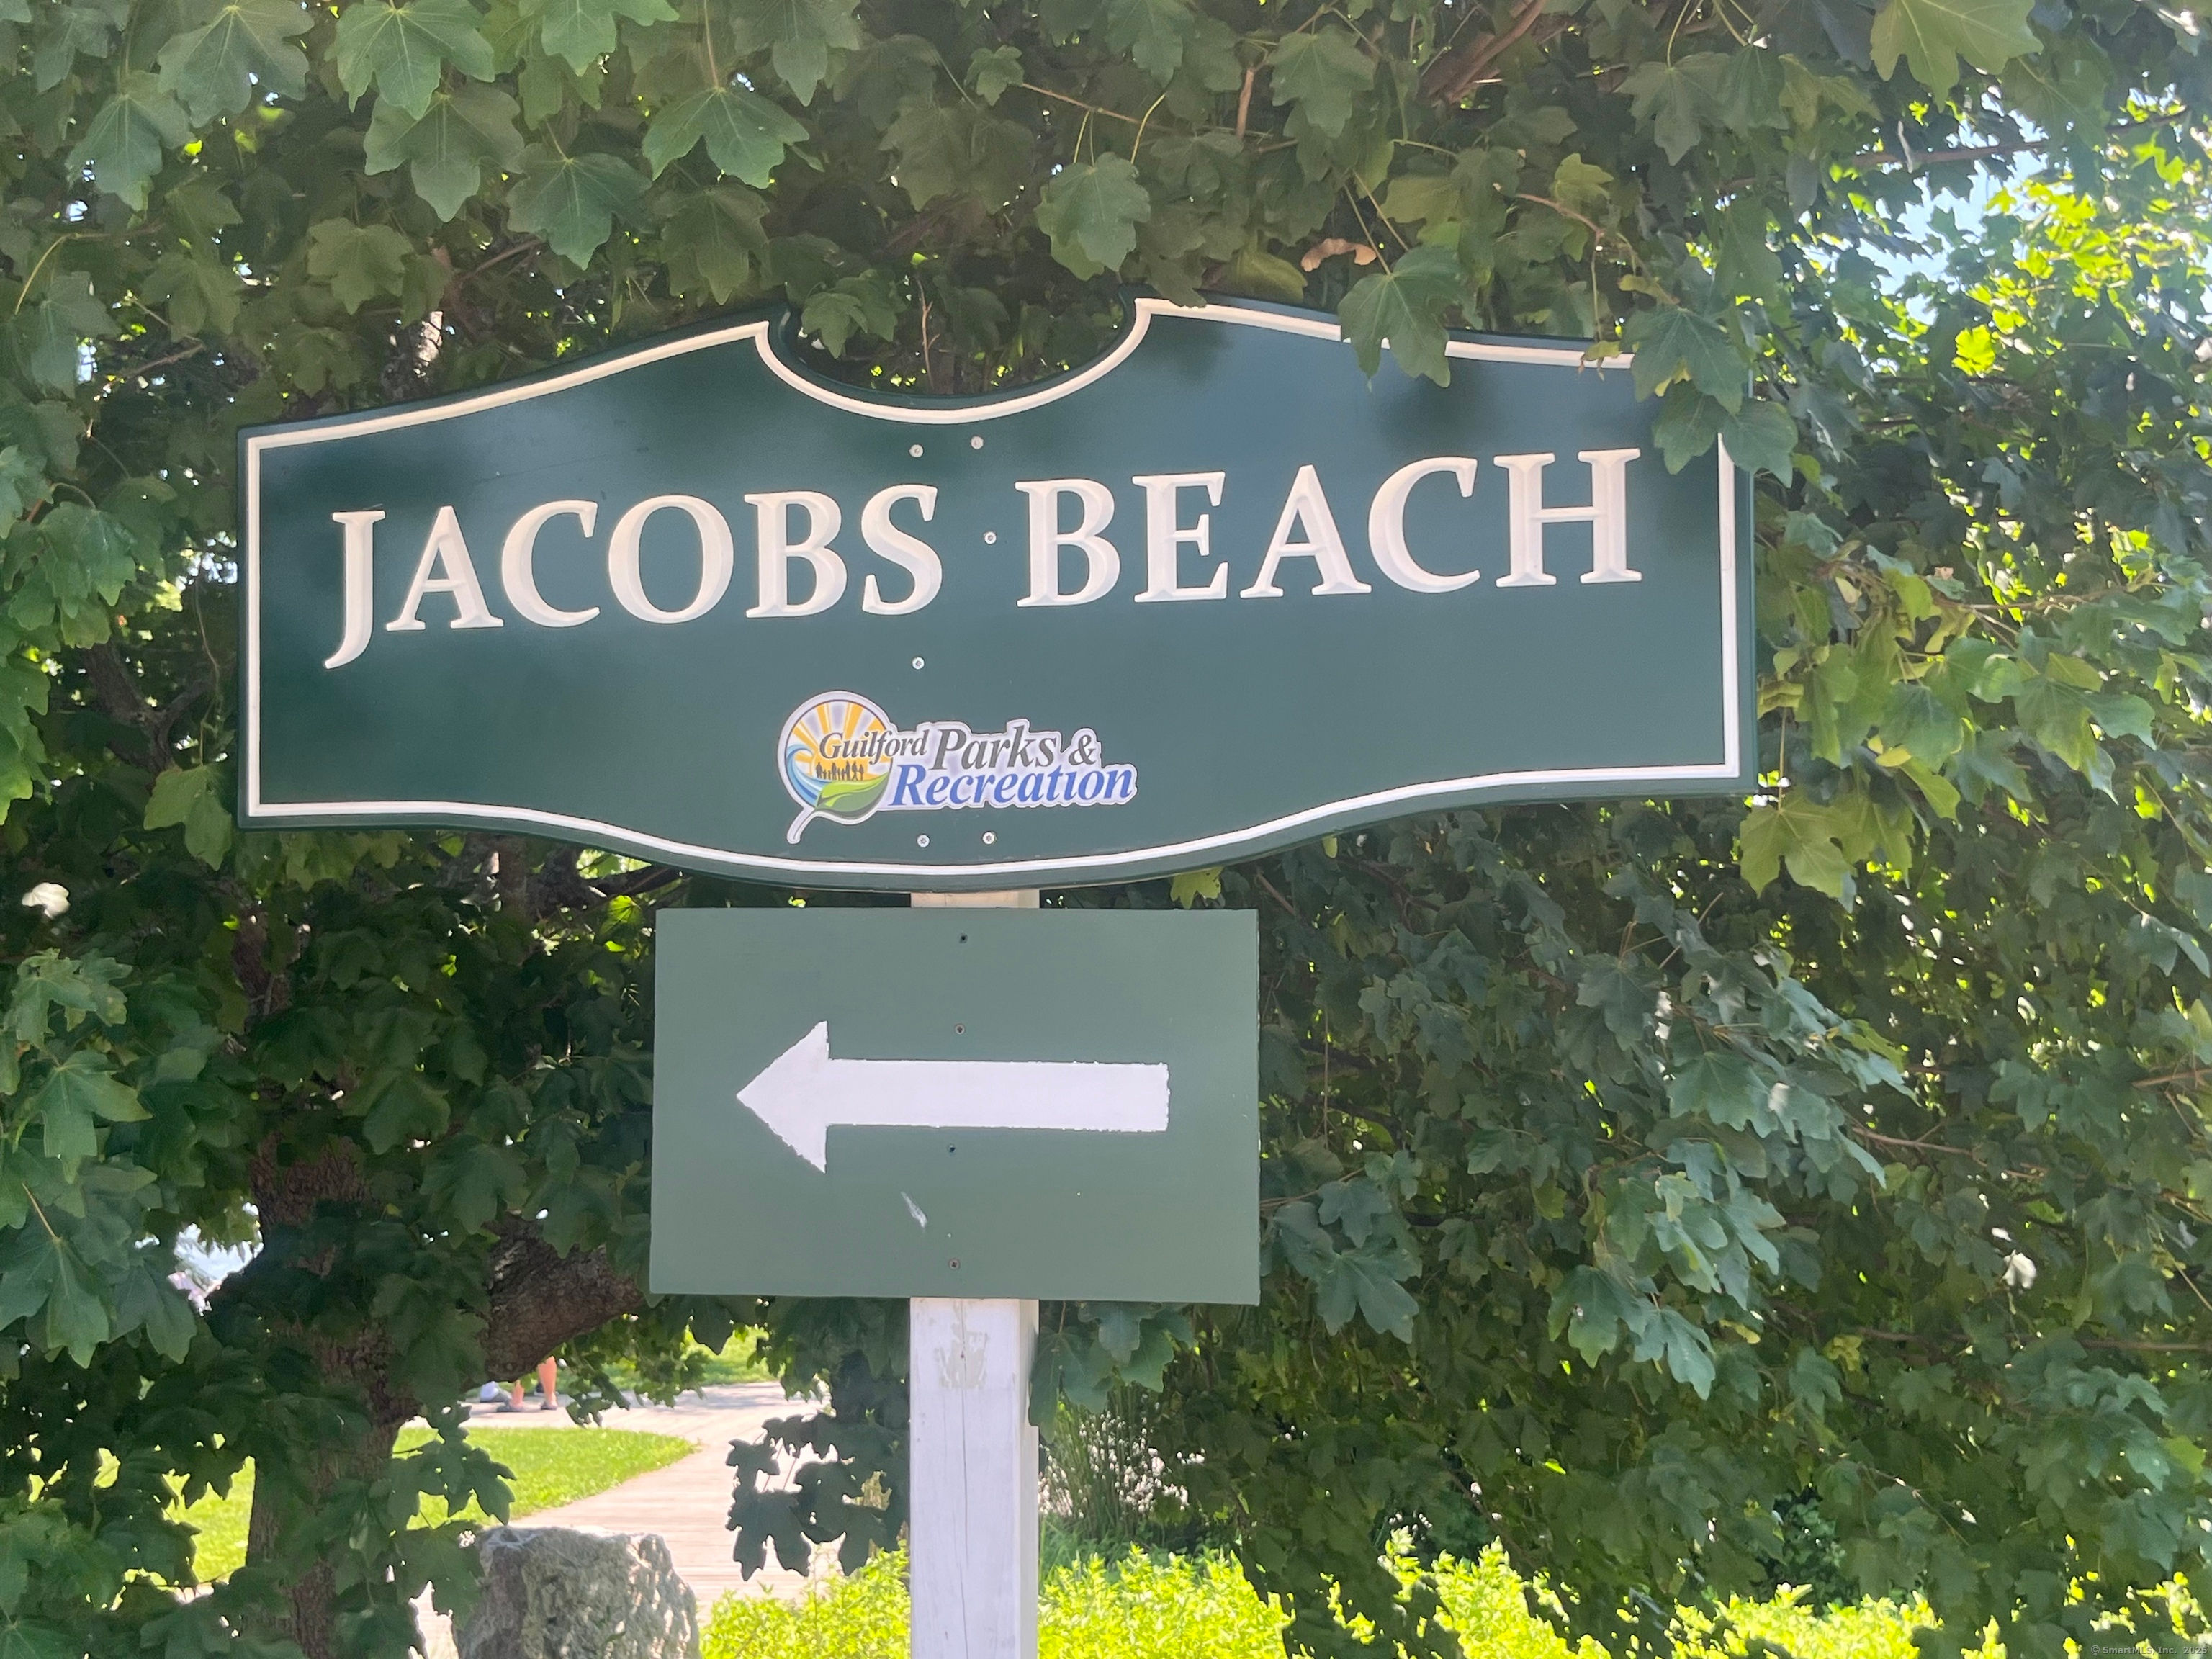 JACOBS BEACH
Guilford Parks &
Recreation
© SmartMLS, Inc. 2025